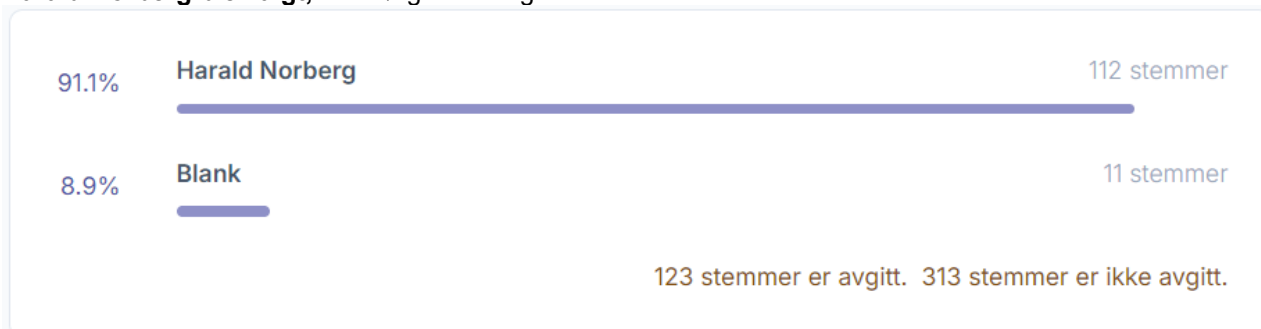 91.1% Harald Norberg 112 stemmer
8.9% Blank 11 stemmer
123 stemmer er avgitt. 313 stemmer er ikke avgitt.